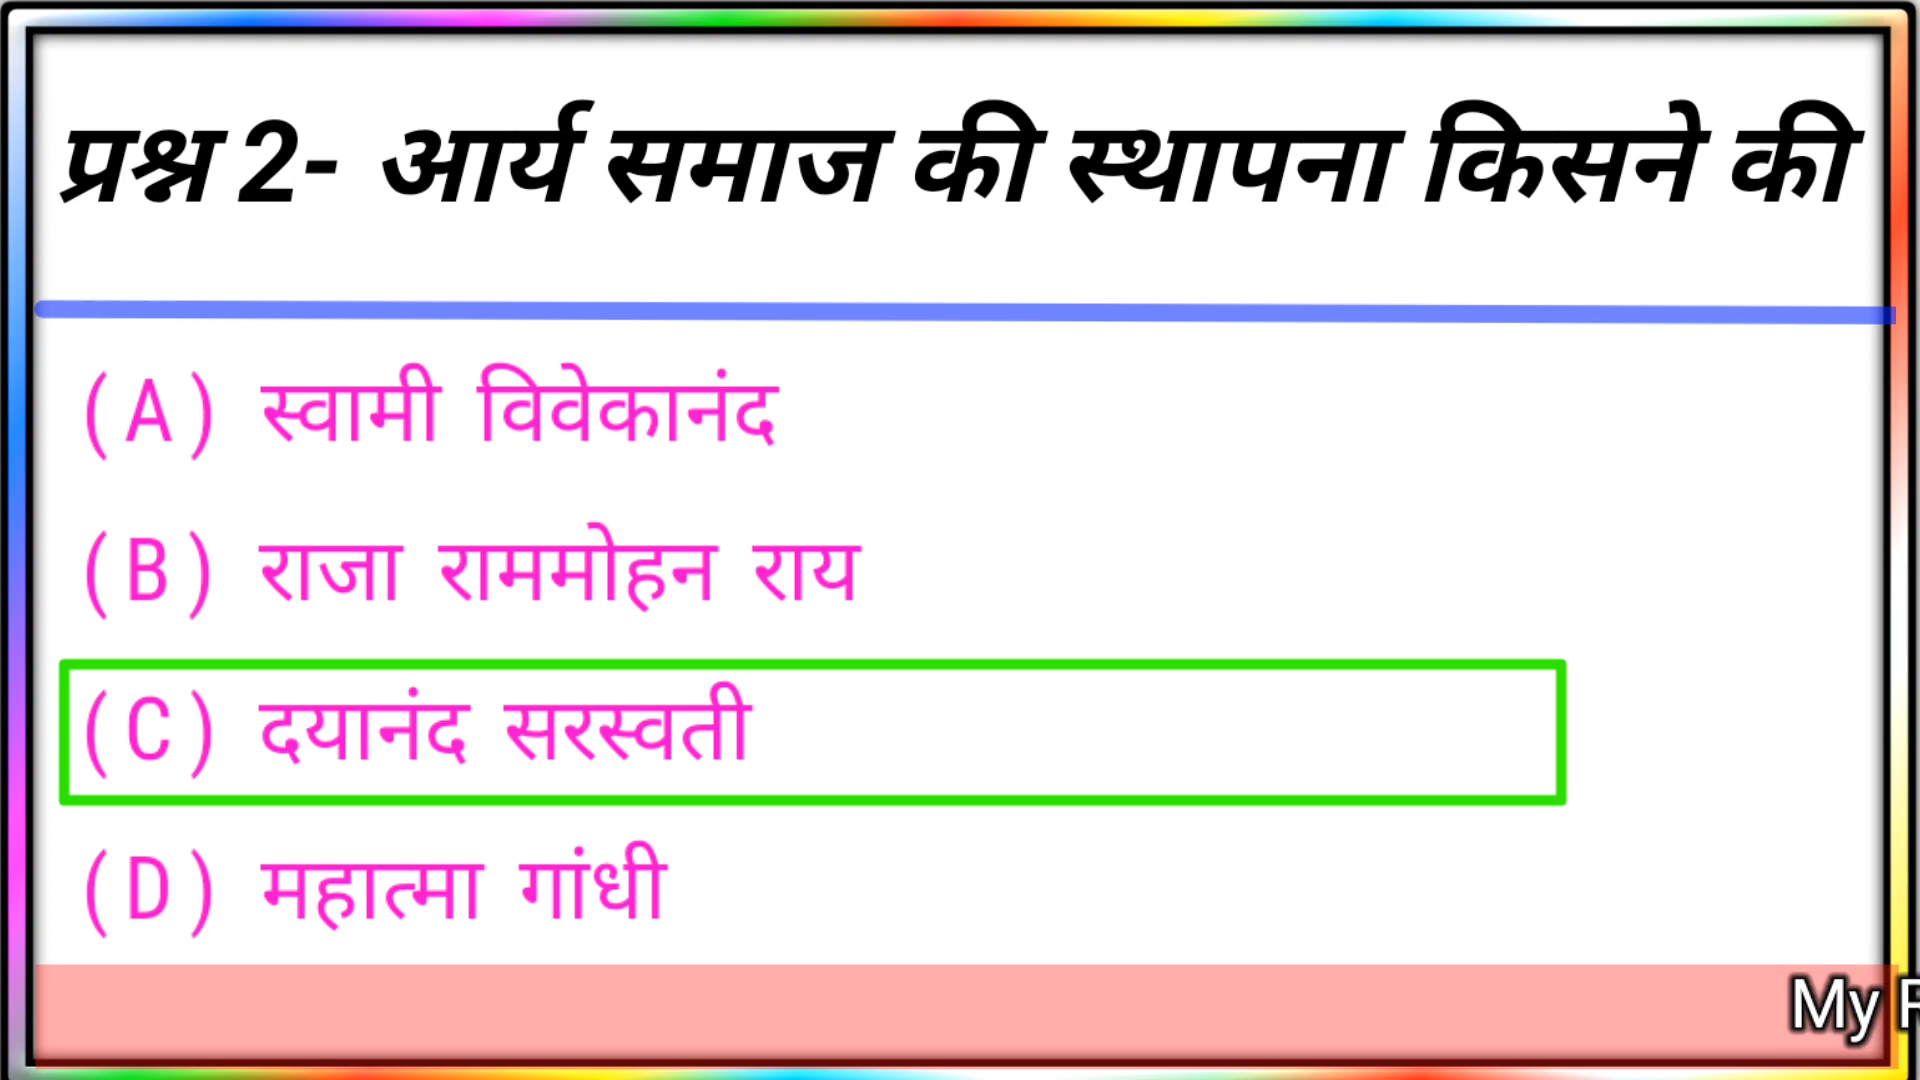 प्रश्न 2- आर्य समाज की स्थापना किसने की
(A) स्वामी विवेकानंद
(B) राजा राममोहन राय
(C) दयानंद सरस्वती
(D) महात्मा गांधी
My